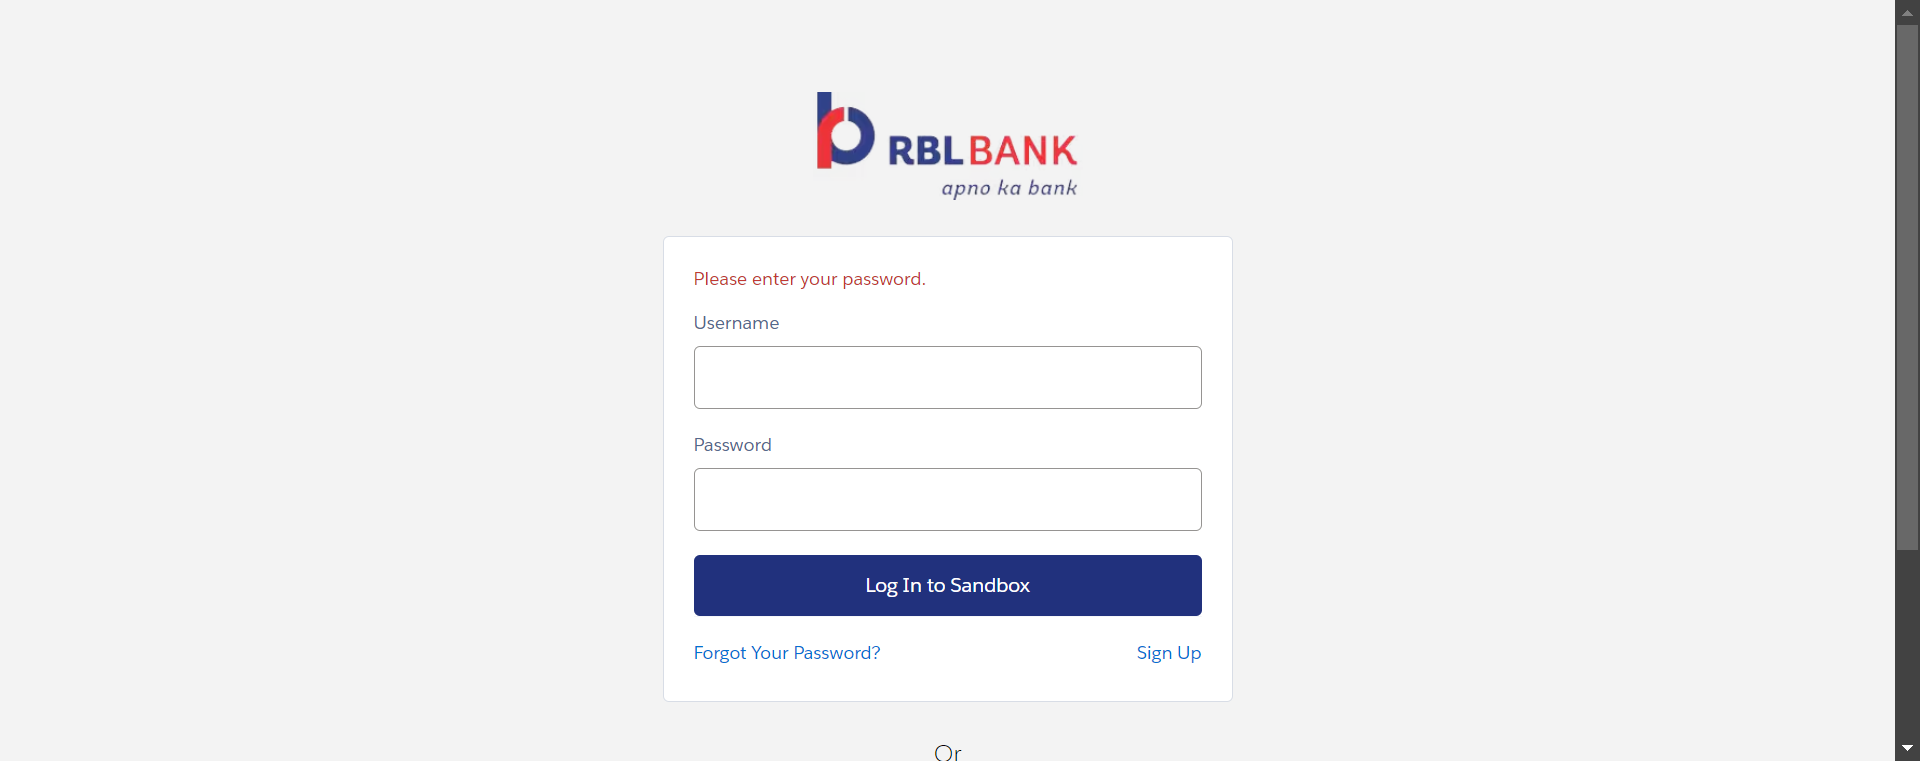 RBL BANK
apno ka bank
Please enter your password.
Username
Password
Log In to Sandbox
Forgot Your Password?
Sign Up
Or